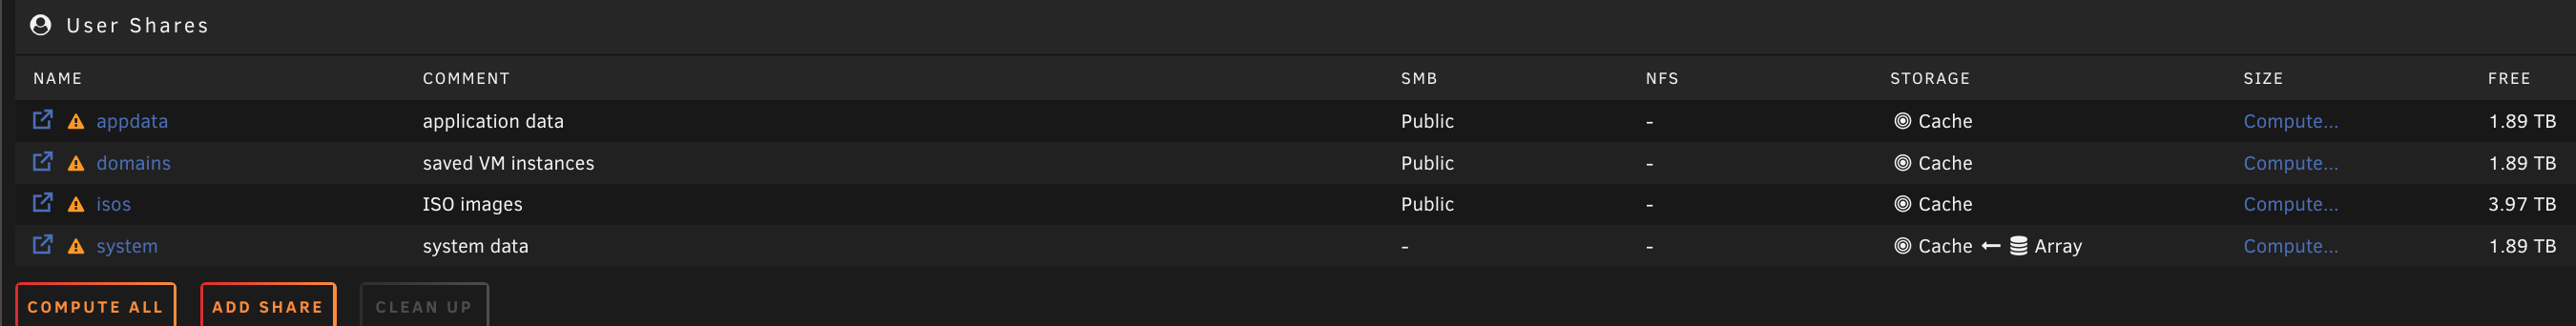 User Shares
NAME COMMENT SMB NFS STORAGE SIZE FREE
appdata application data Public - Cache Compute... 1.89 TB
domains saved VM instances Public - Cache Compute... 1.89 TB
isos ISO images Public - Cache Compute... 3.97 TB
system system data - - Cache Array Compute... 1.89 TB
COMPUTE ALL ADD SHARE CLEAN UP